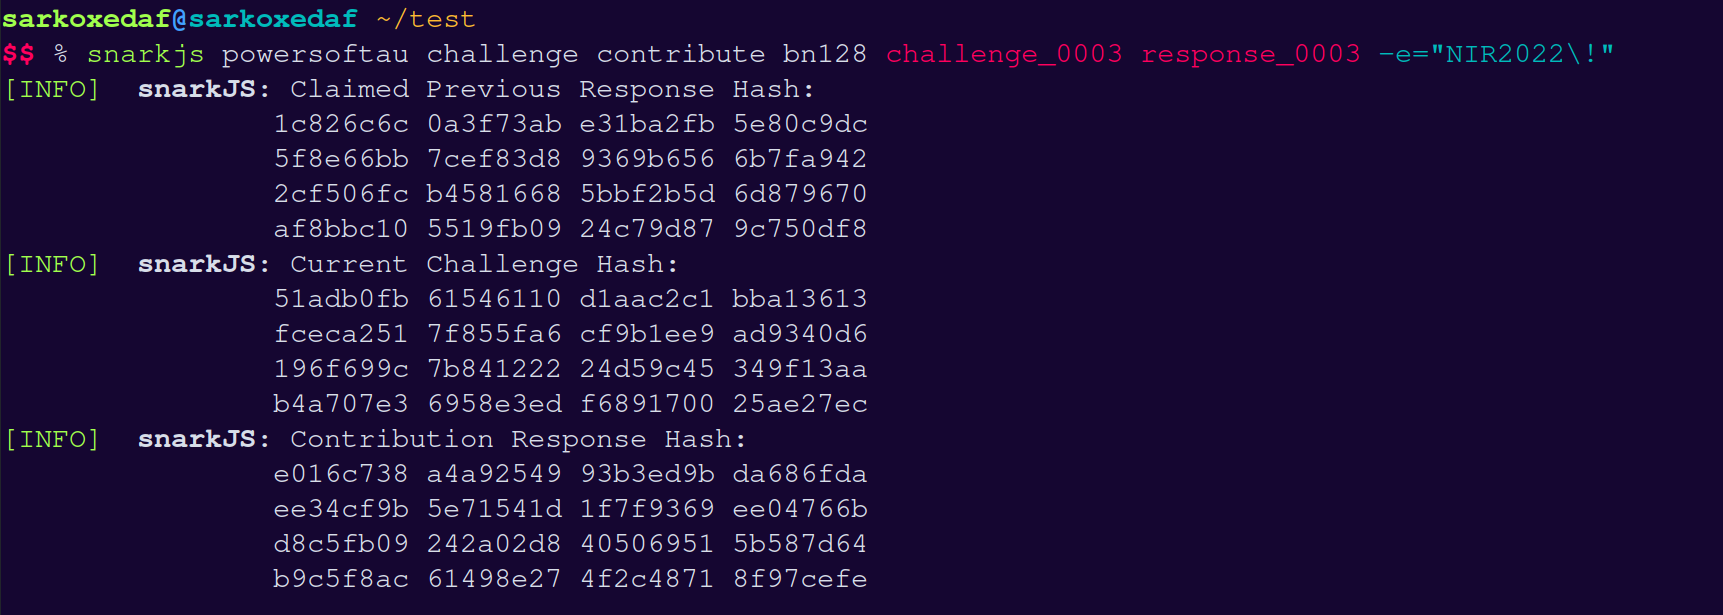 sarkoxedaf@sarkoxedaf ~/test
$$ % snarkjs powersoftau challenge contribute bn128 challenge_0003 response_0003 -e="NIR2022\!"
[INFO]  snarkJS: Claimed Previous Response Hash:
1c826c6c 0a3f73ab e31ba2fb 5e80c9dc
5f8e66bb 7cef83d8 9369b656 6b7fa942
2cf506fc b4581668 5bbf2b5d 6d879670
af8bbc10 5519fb09 24c79d87 9c750df8
[INFO]  snarkJS: Current Challenge Hash:
51adb0fb 61546110 d1aac2c1 bba13613
fceca251 7f855fa6 cf9b1ee9 ad9340d6
196f699c 7b841222 24d59c45 349f13aa
b4a707e3 6958e3ed f6891700 25ae27ec
[INFO]  snarkJS: Contribution Response Hash:
e016c738 a4a92549 93b3ed9b da686fda
ee34cf9b 5e71541d 1f7f9369 ee04766b
d8c5fb09 242a02d8 40506951 5b587d64
b9c5f8ac 61498e27 4f2c4871 8f97cefe